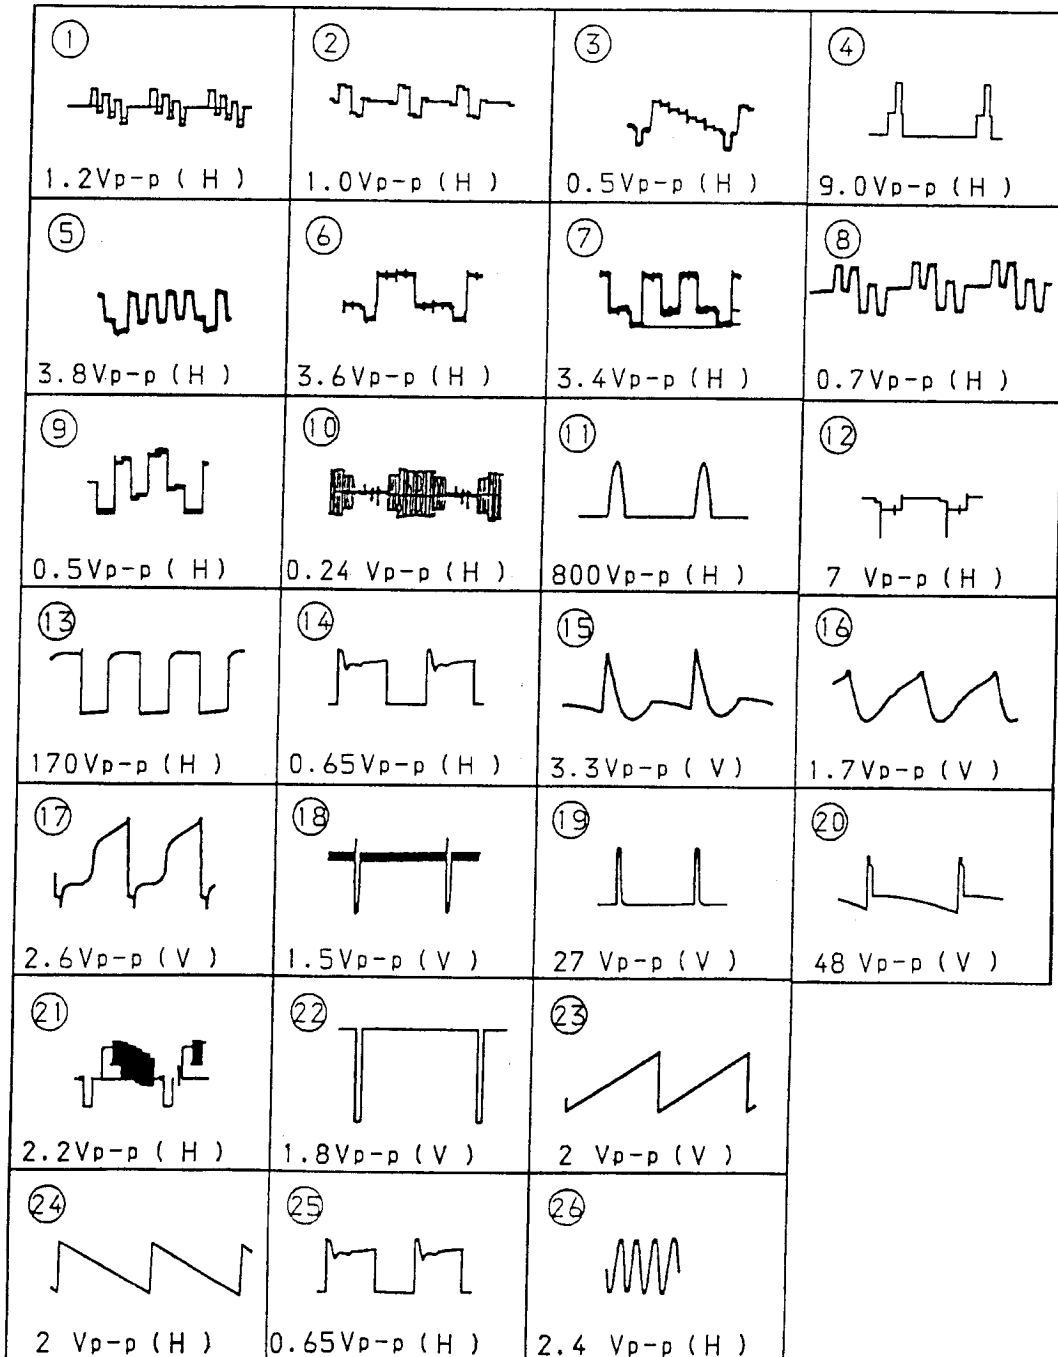 ① ② ③ ④
1.2Vp-p ( H ) 1.0Vp-p ( H ) 0.5Vp-p ( H ) 9.0Vp-p ( H )
⑤ ⑥ ⑦ ⑧
3.8Vp-p ( H ) 3.6Vp-p ( H ) 3.4Vp-p ( H ) 0.7Vp-p ( H )
⑨ ⑩ ⑪ ⑫
0.5Vp-p ( H ) 0.24 Vp-p ( H ) 800Vp-p ( H ) 7 Vp-p ( H )
⑬ ⑭ ⑮ ⑯
170Vp-p ( H ) 0.65Vp-p ( H ) 3.3Vp-p ( V ) 1.7Vp-p ( V )
⑰ ⑱ ⑲ ⑳
2.6Vp-p ( V ) 1.5Vp-p ( V ) 27 Vp-p ( V ) 48 Vp-p ( V )
㉑ ㉒ ㉓
2.2Vp-p ( H ) 1.8Vp-p ( V ) 2 Vp-p ( V )
㉔ ㉕ ㉖
2 Vp-p ( H ) 0.65Vp-p ( H ) 2.4 Vp-p ( H )